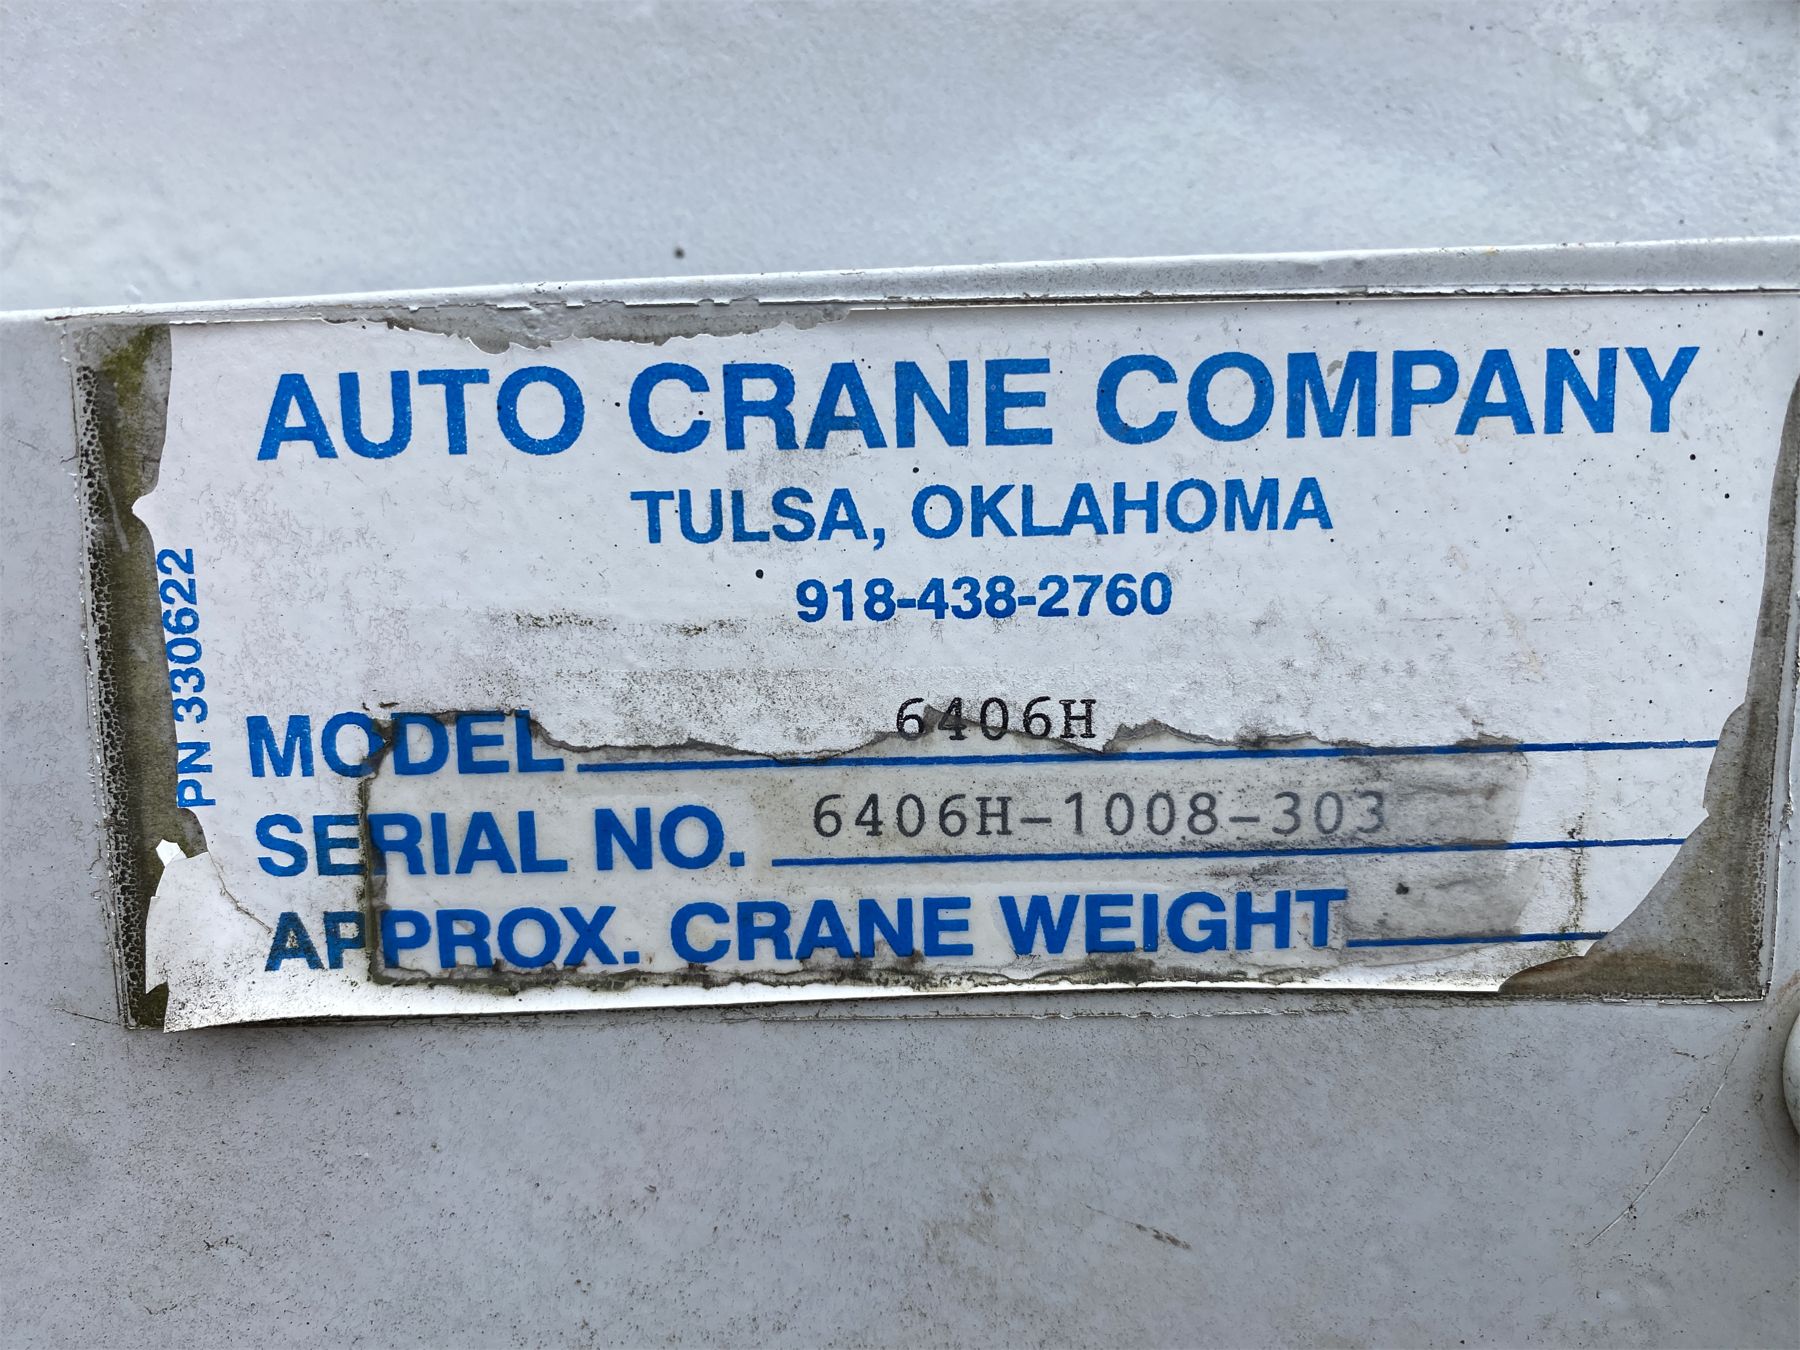 AUTO CRANE COMPANY
TULSA, OKLAHOMA
918-438-2760
PN 330622
MODEL 6406H
SERIAL NO. 6406H-1008-303
APPROX. CRANE WEIGHT